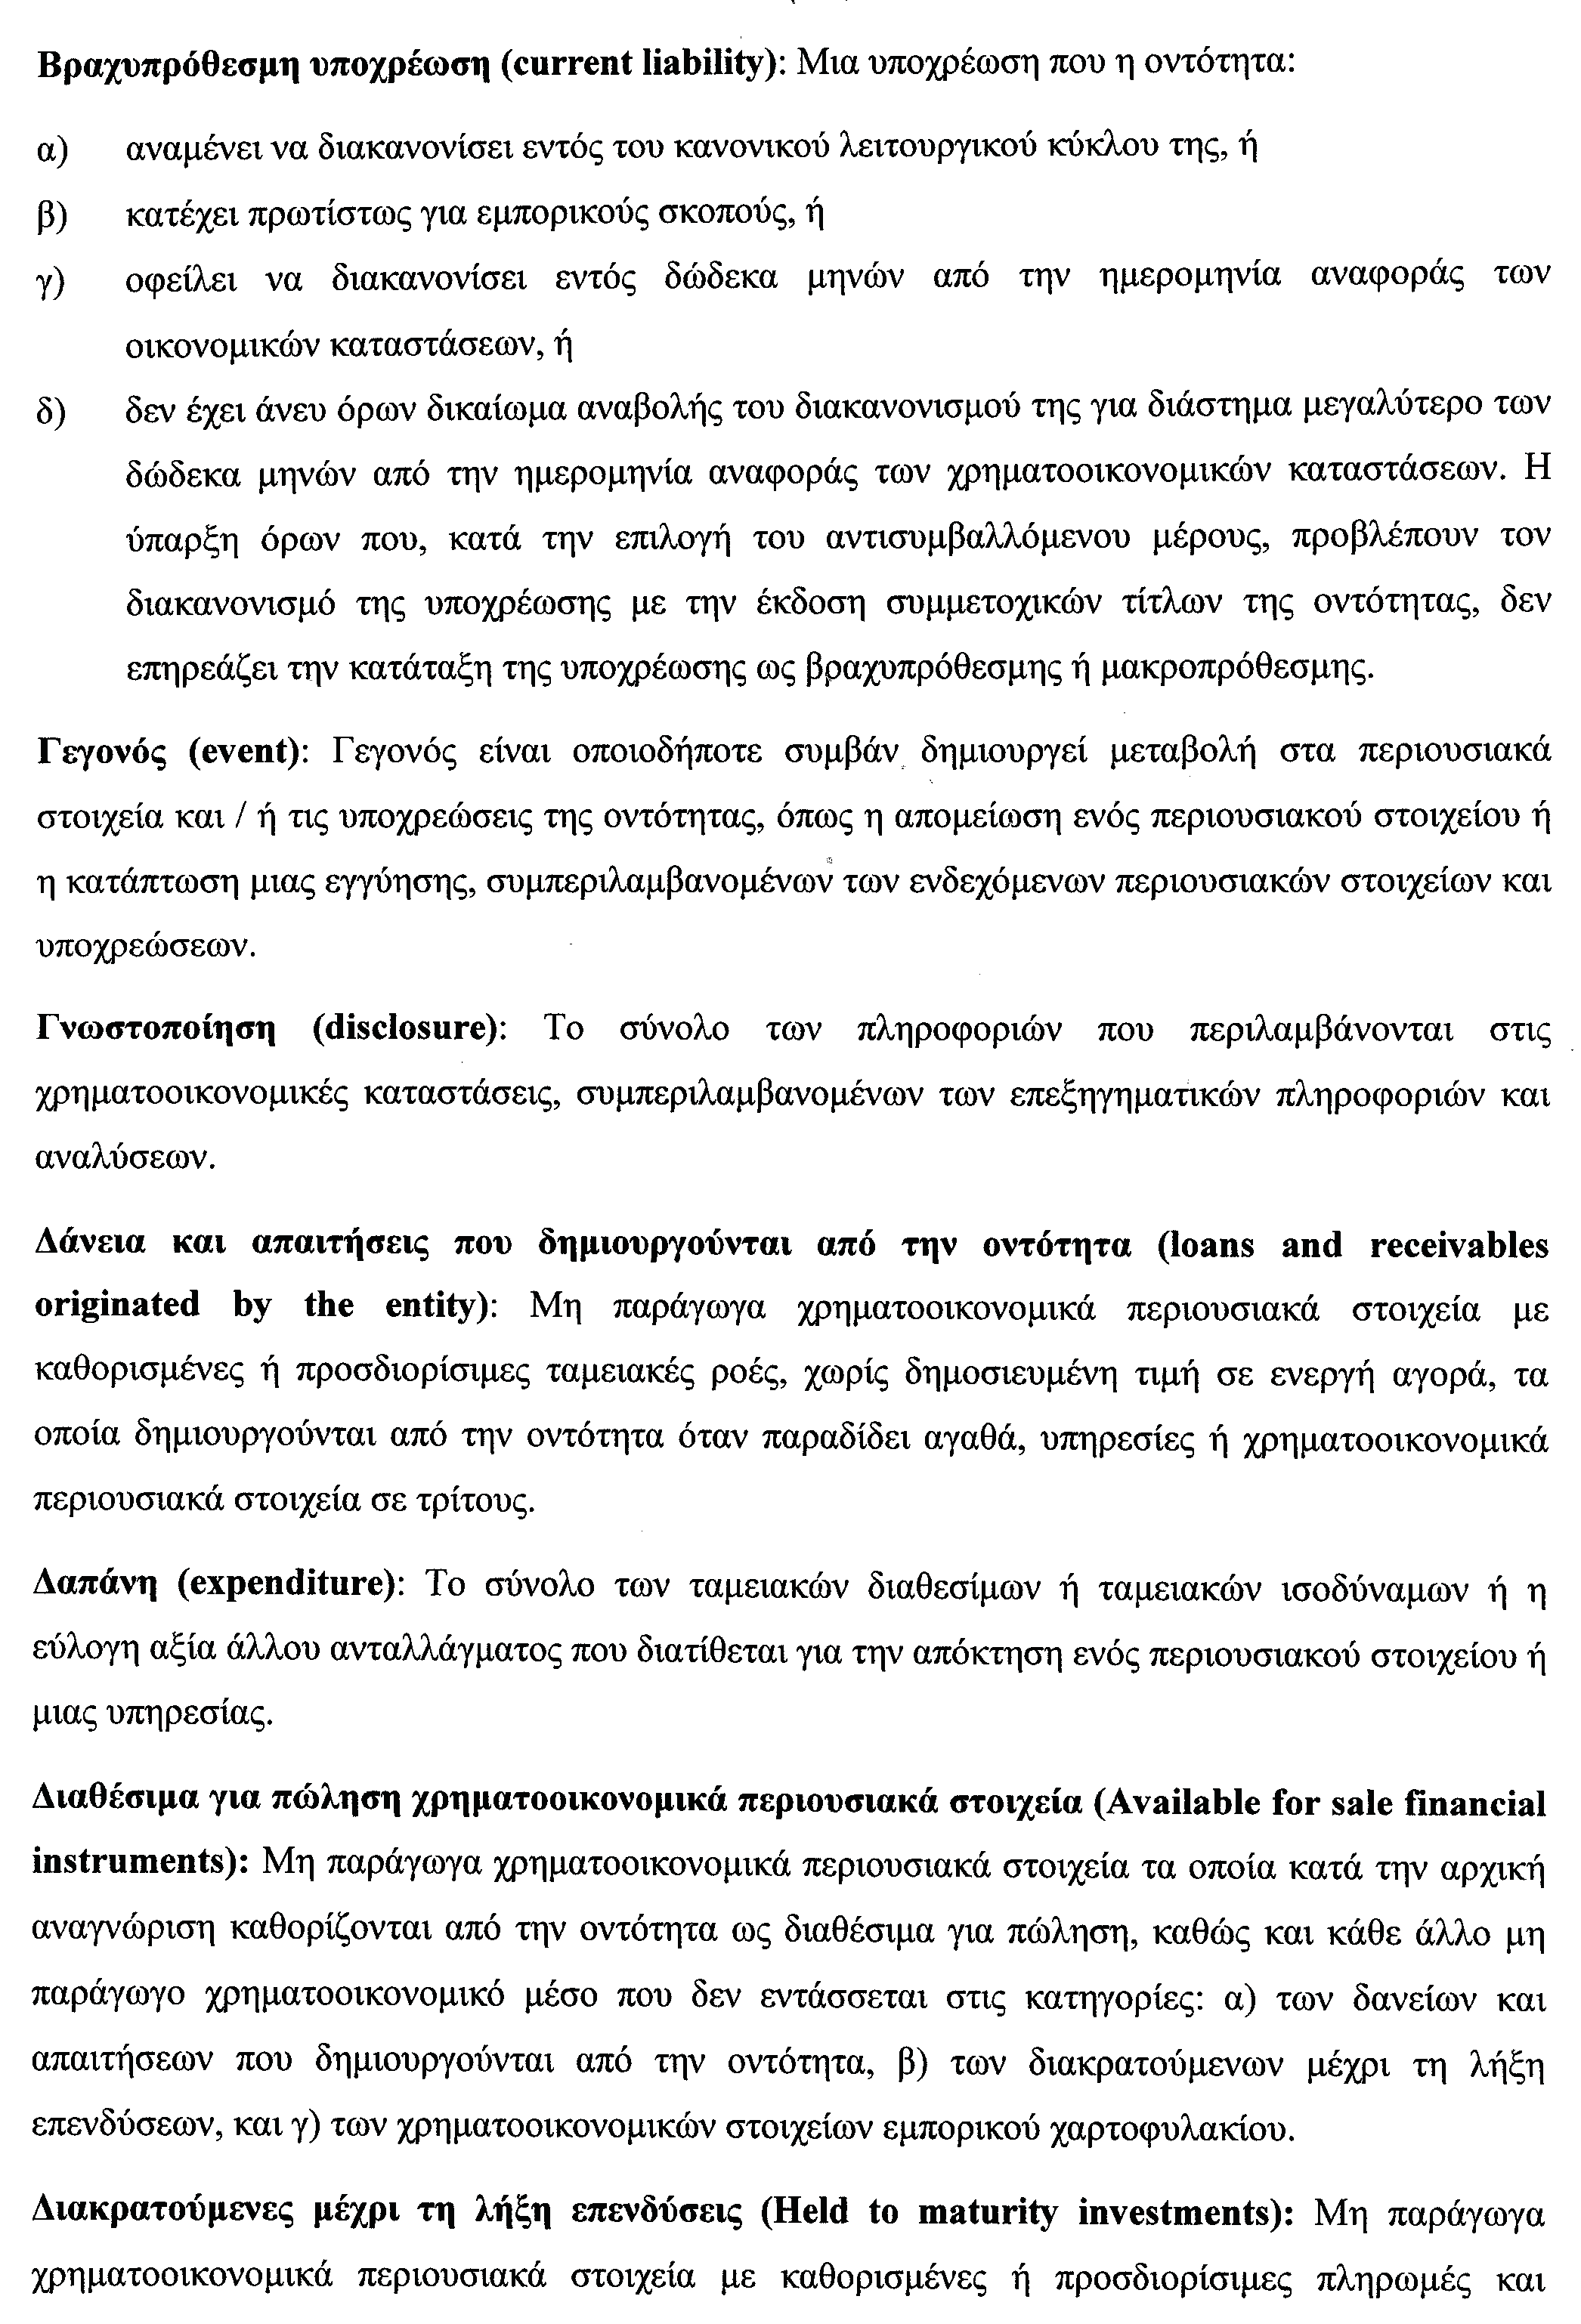 Βραχυπρόθεσμη υποχρέωση (current liability): Μια υποχρέωση που η οντότητα:
α) αναμένει να διακανονίσει εντός του κανονικού λειτουργικού κύκλου της, ή
β) κατέχει πρωτίστως για εμπορικούς σκοπούς, ή
γ) οφείλει να διακανονίσει εντός δώδεκα μηνών από την ημερομηνία αναφοράς των
οικονομικών καταστάσεων, ή
δ) δεν έχει άνευ όρων δικαίωμα αναβολής του διακανονισμού της για διάστημα μεγαλύτερο των
δώδεκα μηνών από την ημερομηνία αναφοράς των χρηματοοικονομικών καταστάσεων. Η
ύπαρξη όρων που, κατά την επιλογή του αντισυμβαλλόμενου μέρους, προβλέπουν τον
διακανονισμό της υποχρέωσης με την έκδοση συμμετοχικών τίτλων της οντότητας, δεν
επηρεάζει την κατάταξη της υποχρέωσης ως βραχυπρόθεσμης ή μακροπρόθεσμης.
Γεγονός (event): Γεγονός είναι οποιοδήποτε συμβάν δημιουργεί μεταβολή στα περιουσιακά
στοιχεία και / ή τις υποχρεώσεις της οντότητας, όπως η απομείωση ενός περιουσιακού στοιχείου ή
η κατάπτωση μιας εγγύησης, συμπεριλαμβανομένων των ενδεχόμενων περιουσιακών στοιχείων και
υποχρεώσεων.
Γνωστοποίηση (disclosure): Το σύνολο των πληροφοριών που περιλαμβάνονται στις
χρηματοοικονομικές καταστάσεις, συμπεριλαμβανομένων των επεξηγηματικών πληροφοριών και
αναλύσεων.
Δάνεια και απαιτήσεις που δημιουργούνται από την οντότητα (loans and receivables
originated by the entity): Μη παράγωγα χρηματοοικονομικά περιουσιακά στοιχεία με
καθορισμένες ή προσδιορίσιμες ταμειακές ροές, χωρίς δημοσιευμένη τιμή σε ενεργή αγορά, τα
οποία δημιουργούνται από την οντότητα όταν παραδίδει αγαθά, υπηρεσίες ή χρηματοοικονομικά
περιουσιακά στοιχεία σε τρίτους.
Δαπάνη (expenditure): Το σύνολο των ταμειακών διαθεσίμων ή ταμειακών ισοδύναμων ή η
εύλογη αξία άλλου ανταλλάγματος που διατίθεται για την απόκτηση ενός περιουσιακού στοιχείου ή
μιας υπηρεσίας.
Διαθέσιμα για πώληση χρηματοοικονομικά περιουσιακά στοιχεία (Available for sale financial
instruments): Μη παράγωγα χρηματοοικονομικά περιουσιακά στοιχεία τα οποία κατά την αρχική
αναγνώριση καθορίζονται από την οντότητα ως διαθέσιμα για πώληση, καθώς και κάθε άλλο μη
παράγωγο χρηματοοικονομικό μέσο που δεν εντάσσεται στις κατηγορίες: α) των δανείων και
απαιτήσεων που δημιουργούνται από την οντότητα, β) των διακρατούμενων μέχρι τη λήξη
επενδύσεων, και γ) των χρηματοοικονομικών στοιχείων εμπορικού χαρτοφυλακίου.
Διακρατούμενες μέχρι τη λήξη επενδύσεις (Held to maturity investments): Μη παράγωγα
χρηματοοικονομικά περιουσιακά στοιχεία με καθορισμένες ή προσδιορίσιμες πληρωμές και